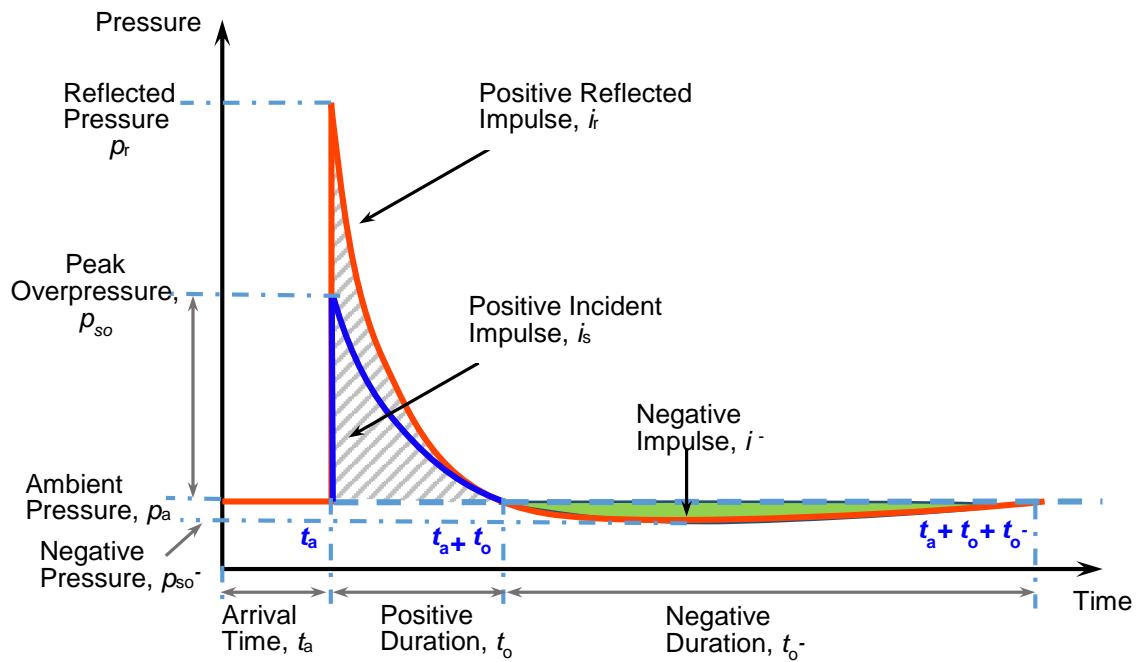 Pressure
Reflected
Pressure
pr
Positive Reflected
Impulse, ir
Peak
Overpressure,
pso
Positive Incident
Impulse, is
Negative
Impulse, i -
Ambient
Pressure, pa
ta
ta+ to
ta+ to+ to-
Negative
Pressure, pso-
Time
Arrival
Time, ta
Positive
Duration, to
Negative
Duration, to-